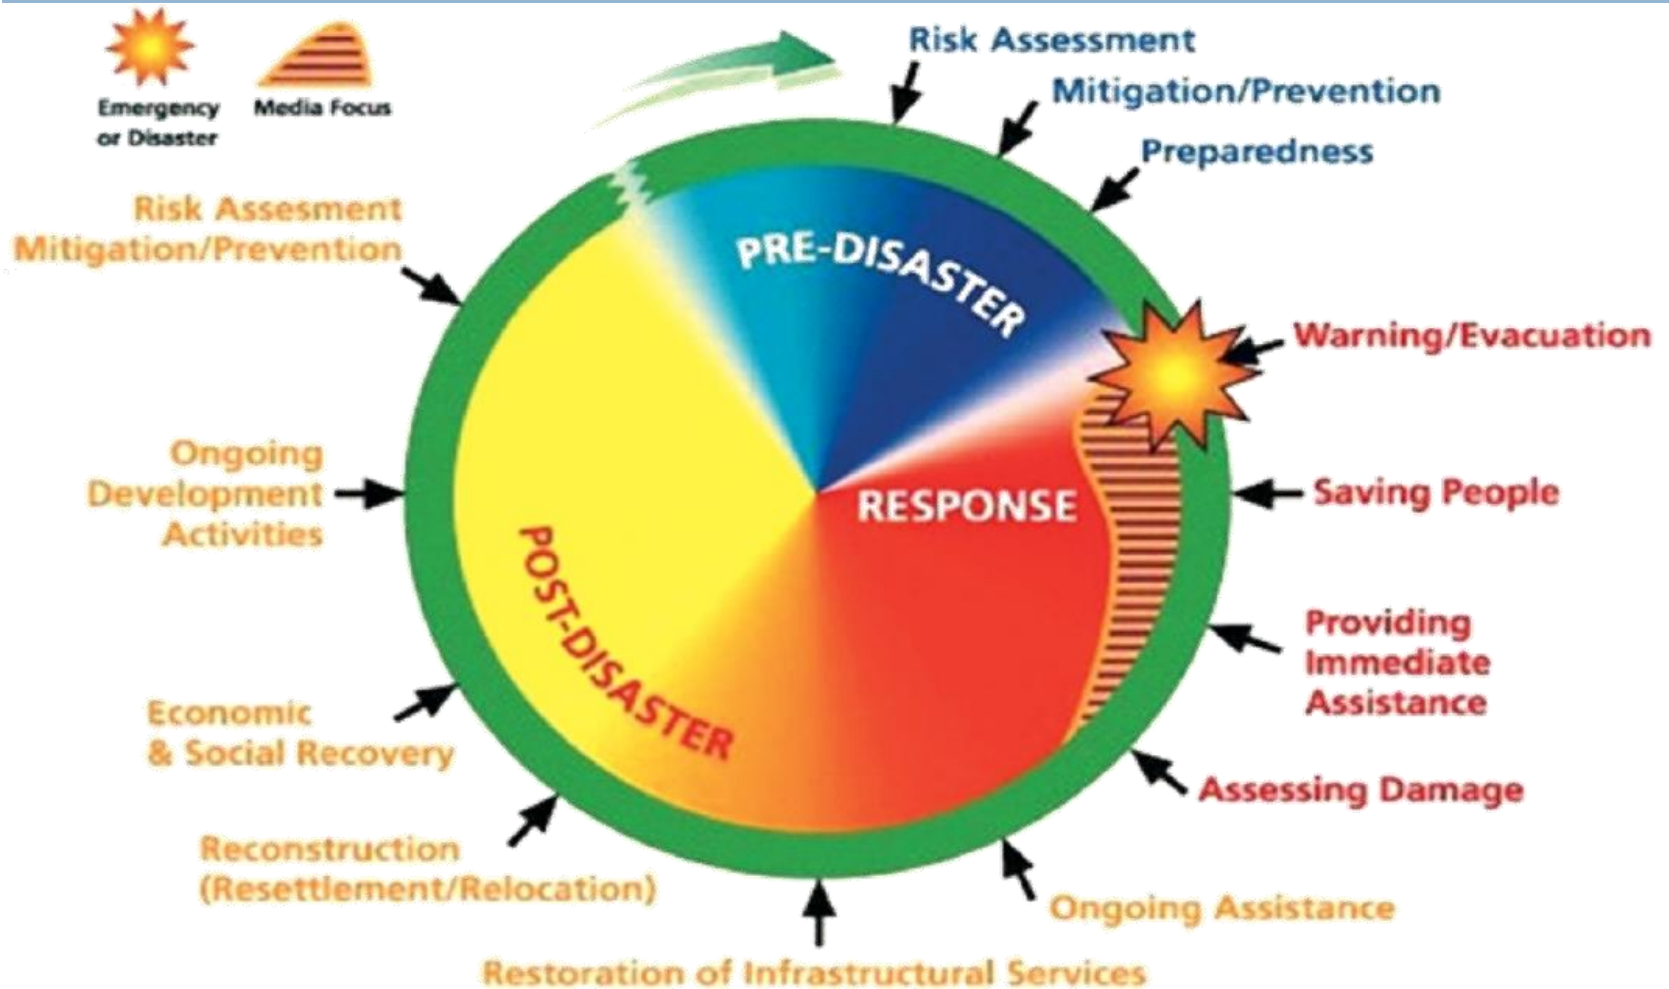 Emergency
or Disaster
Media Focus
Risk Assessment
Mitigation/Prevention
Preparedness
Warning/Evacuation
Saving People
Providing
Immediate
Assistance
Assessing Damage
Ongoing Assistance
Restoration of Infrastructural Services
Reconstruction
(Resettlement/Relocation)
Economic
& Social Recovery
Ongoing
Development
Activities
Risk Assesment
Mitigation/Prevention
PRE-DISASTER
RESPONSE
POST-DISASTER